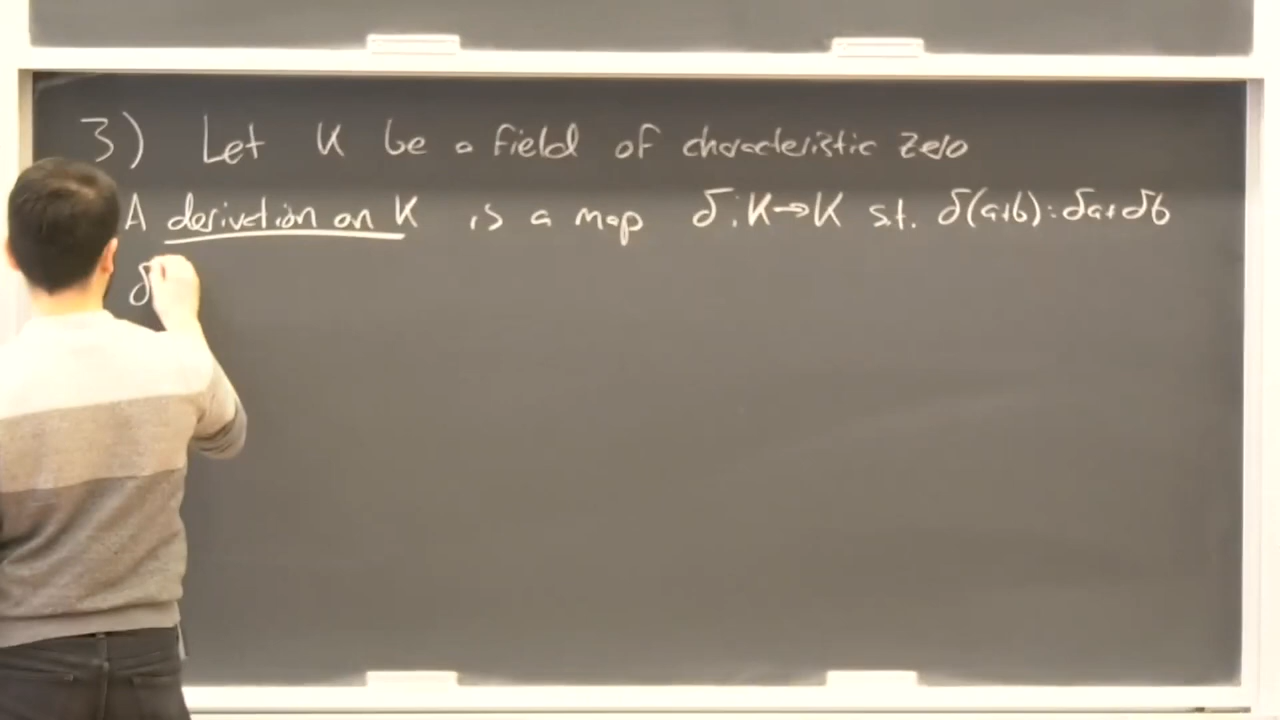 3) Let K be a field of characteristic zero
A derivation on K is a map δ: K→K s.t. δ(a+b) = δa + δb
δ